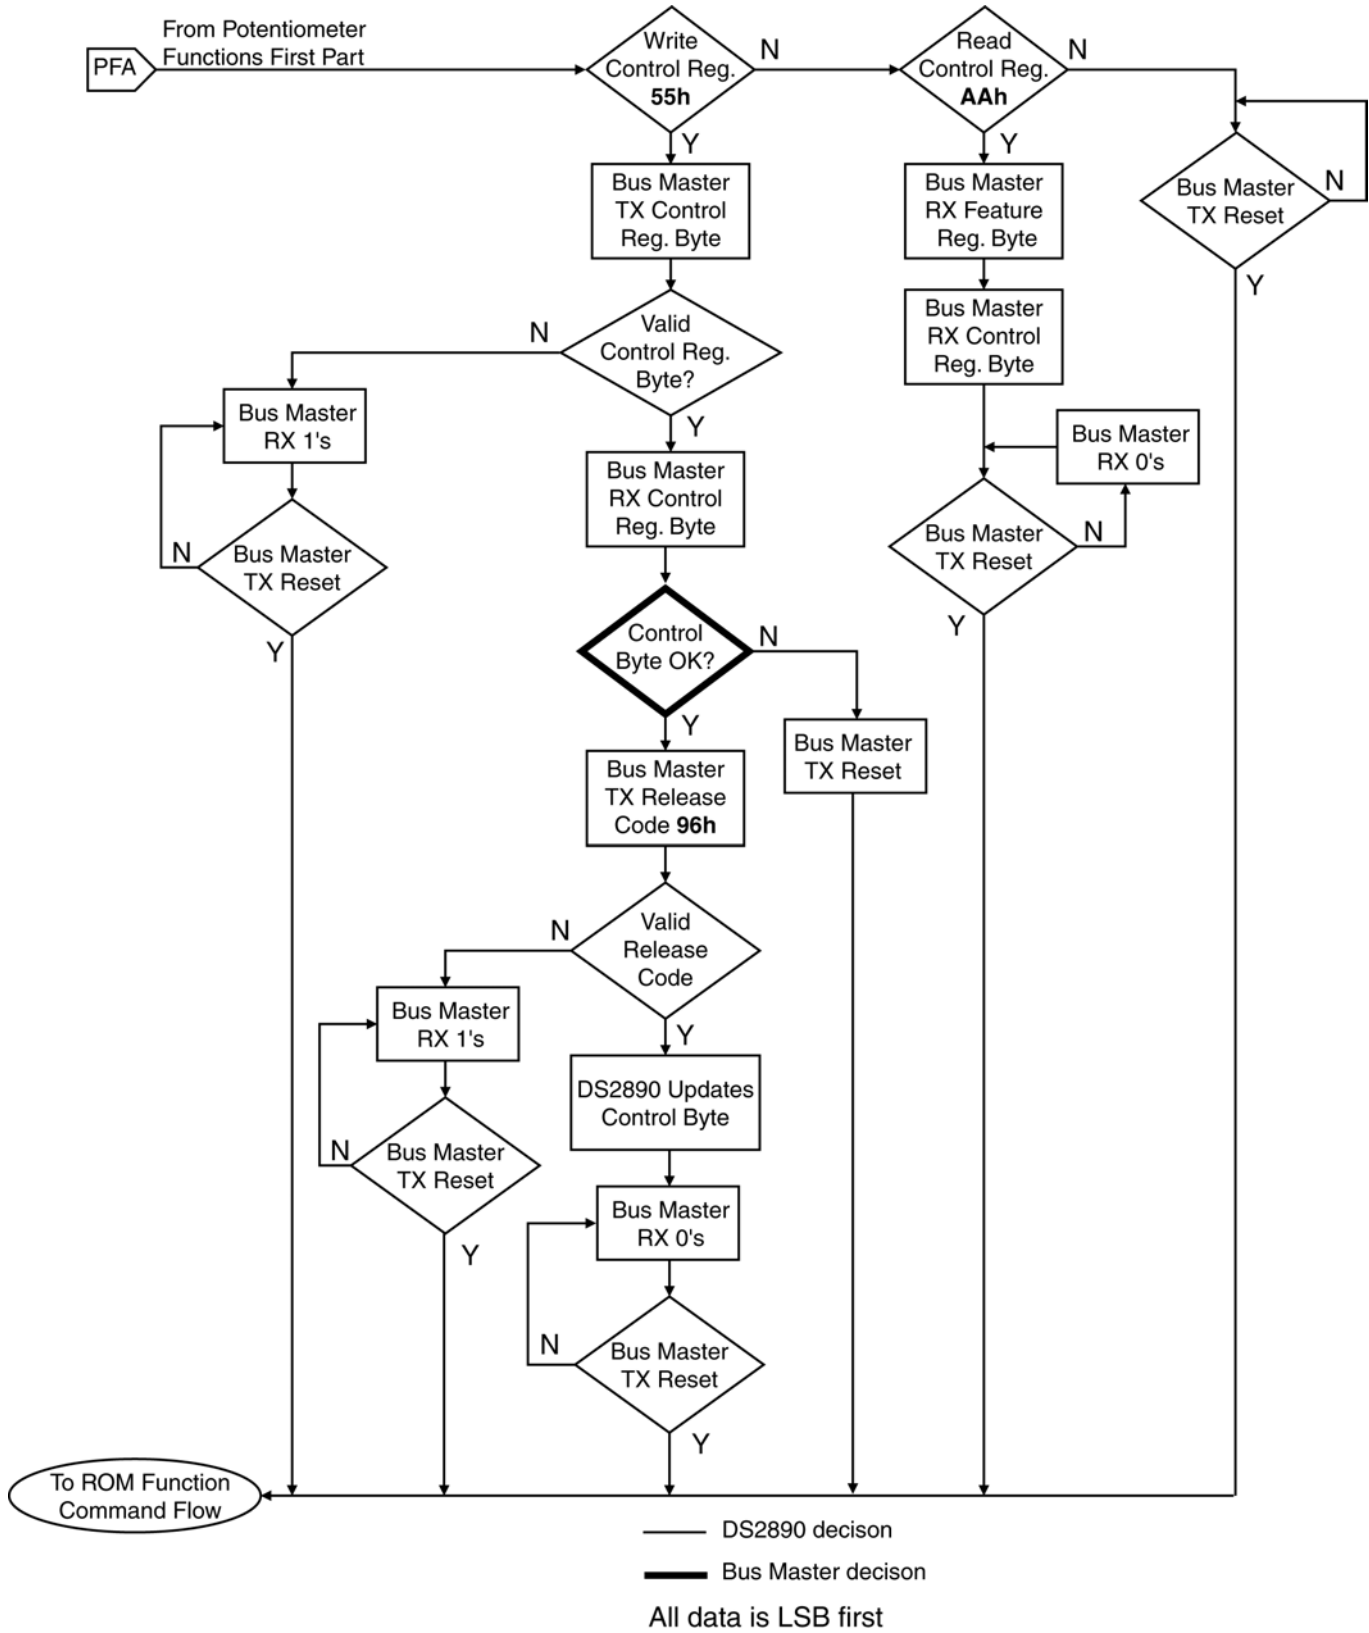 From Potentiometer
Functions First Part
PFA
Write
Control Reg.
55h
N
Y
Read
Control Reg.
AAh
N
Y
Bus Master
TX Reset
N
Y
Bus Master
TX Control
Reg. Byte
Bus Master
RX Feature
Reg. Byte
Valid
Control Reg.
Byte?
N
Y
Bus Master
RX Control
Reg. Byte
Bus Master
RX 1's
Bus Master
TX Reset
N
Y
Bus Master
RX Control
Reg. Byte
Bus Master
RX 0's
Bus Master
TX Reset
N
Y
Control
Byte OK?
N
Y
Bus Master
TX Reset
Bus Master
TX Release
Code 96h
Valid
Release
Code
N
Y
Bus Master
RX 1's
Bus Master
TX Reset
N
Y
DS2890 Updates
Control Byte
Bus Master
RX 0's
Bus Master
TX Reset
N
Y
To ROM Function
Command Flow
DS2890 decison
Bus Master decison
All data is LSB first